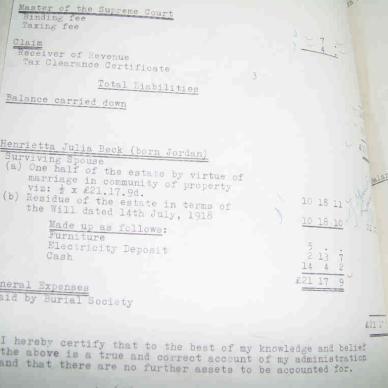 Master of the Supreme Court
Binding fee
Taxing fee
7
4
Claim
Receiver of Revenue
Tax Clearance Certificate
Total Liabilities
Balance carried down
Henrietta Julia Beck (born Jordan)
Surviving Spouse
(a) One half of the estate by virtue of
marriage in community of property
viz: ½ x £21.17.9d. 10 18 11
(b) Residue of the estate in terms of
the Will dated 14th July, 1918 10 18 10
Made up as follows:
Furniture 5 . .
Electricity Deposit 2 13 7
Cash 14 4 2
£21 17 9
neral Expenses
aid by Burial Society
£21 1
I hereby certify that to the best of my knowledge and belief
the above is a true and correct account of my administration
and that there are no further assets to be accounted for.